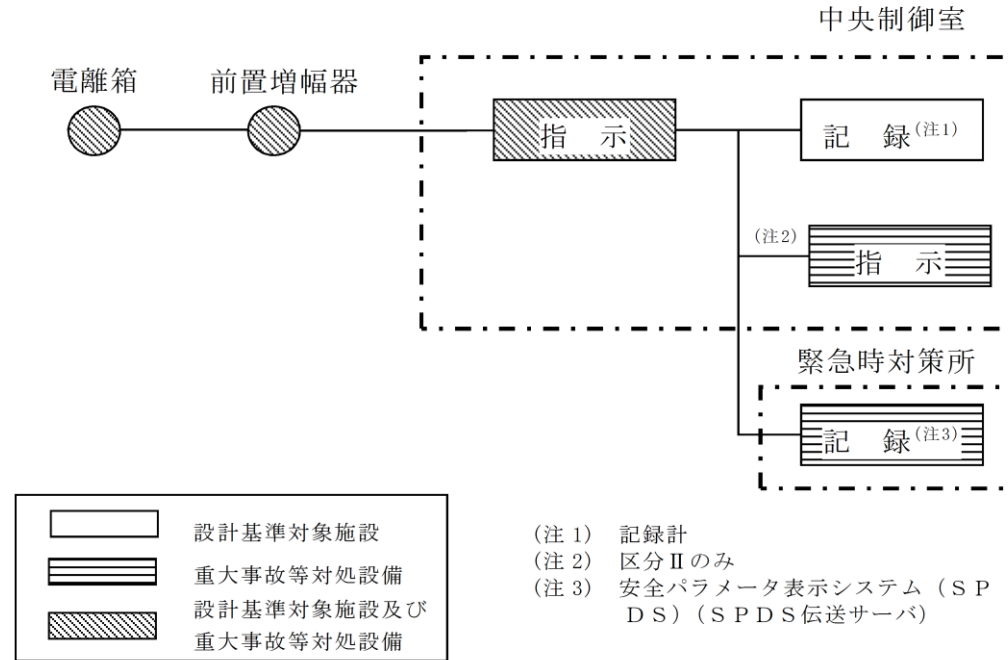 中央制御室
電離箱
前置増幅器
指 示
記 録(注1)
(注2)
指 示
緊急時対策所
記 録(注3)
設計基準対象施設
重大事故等対処設備
設計基準対象施設及び
重大事故等対処設備
(注 1) 記録計
(注 2) 区分Ⅱのみ
(注 3) 安全パラメータ表示システム(SP
DS)(SPDS伝送サーバ)